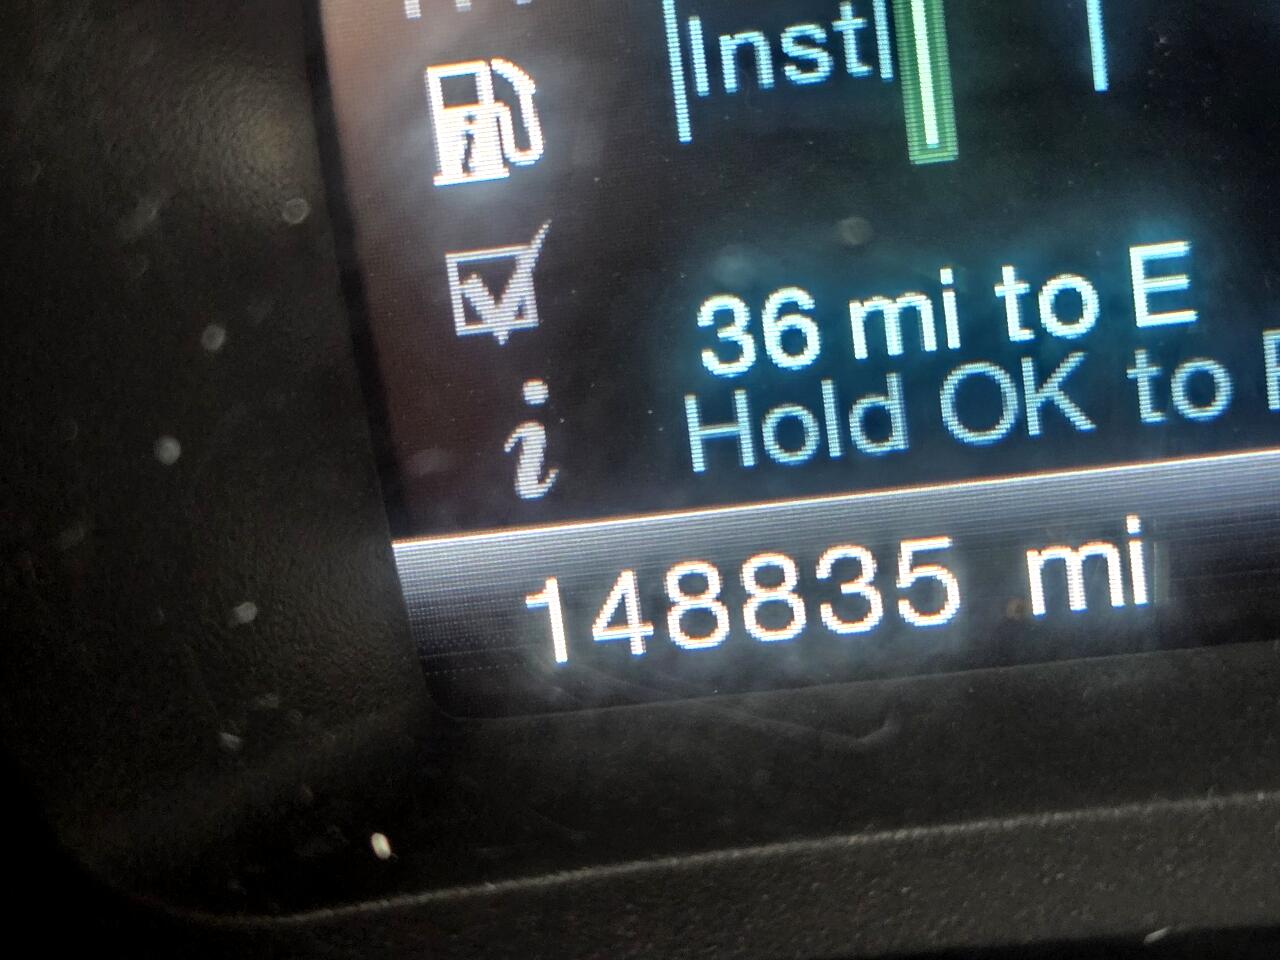 Inst
36 mi to E
Hold OK to
148835 mi